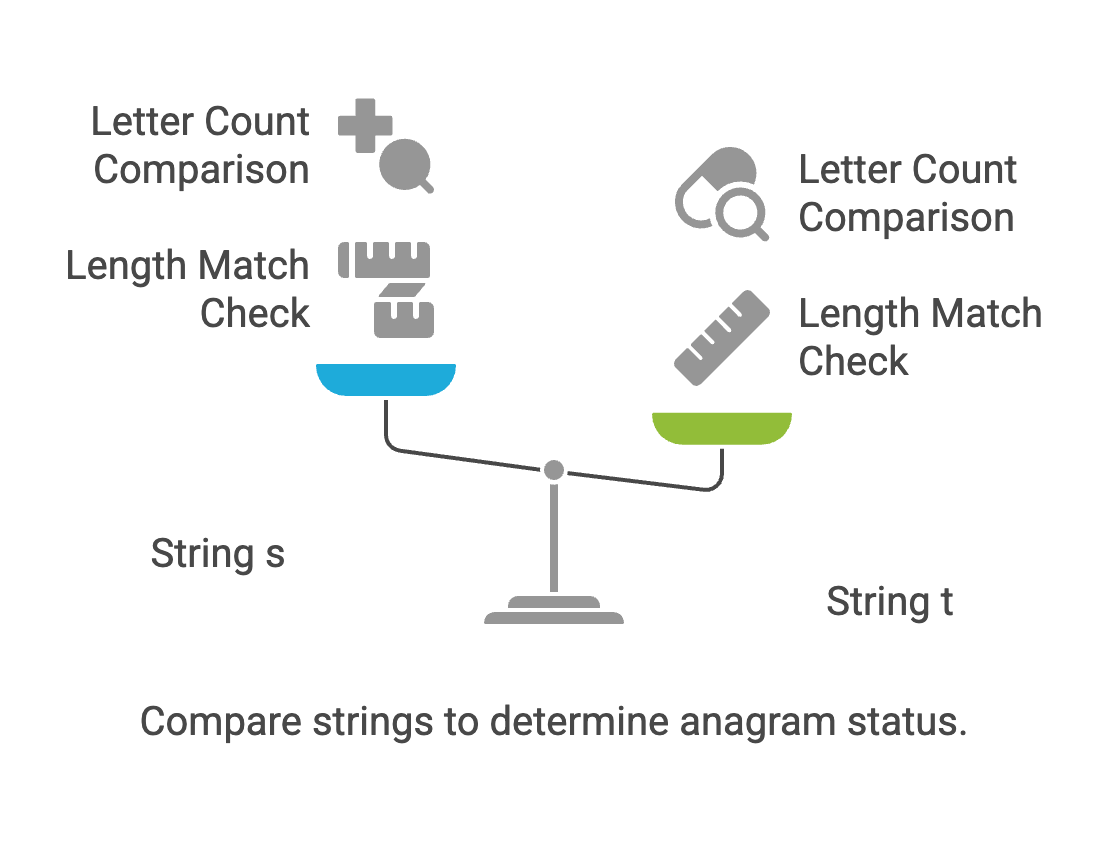 Letter Count
Comparison
Length Match
Check
Letter Count
Comparison
Length Match
Check
String s
String t
Compare strings to determine anagram status.